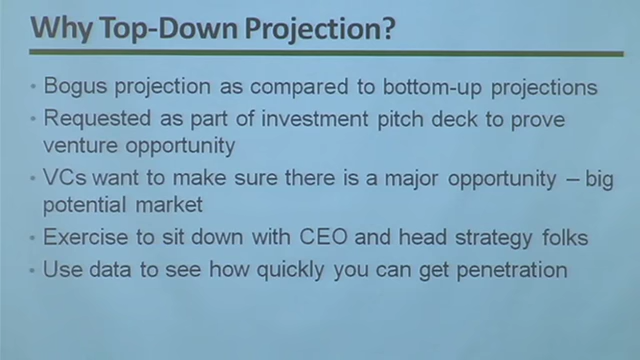 Why Top-Down Projection?
• Bogus projection as compared to bottom-up projections
• Requested as part of investment pitch deck to prove
venture opportunity
• VCs want to make sure there is a major opportunity – big
potential market
• Exercise to sit down with CEO and head strategy folks
• Use data to see how quickly you can get penetration